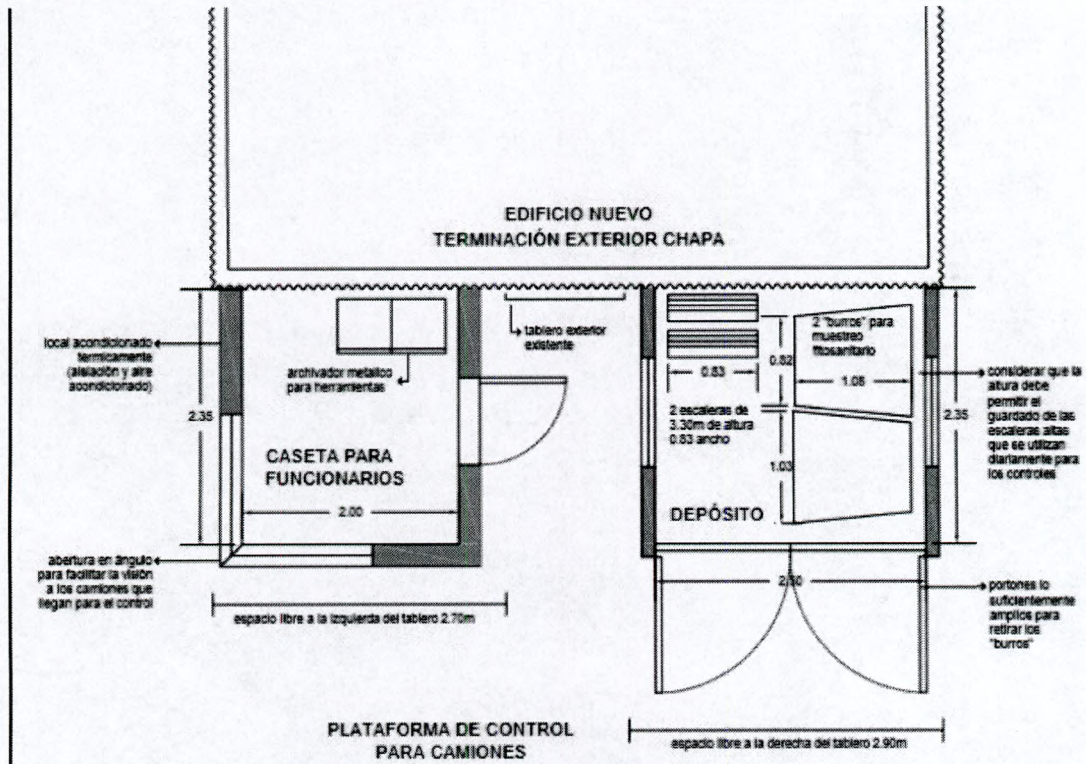 EDIFICIO NUEVO
TERMINACIÓN EXTERIOR CHAPA
local acondicionado
termicamente
(aislación y aire
acondicionado)
2.35
archivador metalico
para herramientas
CASETA PARA
FUNCIONARIOS
2.00
abertura en ángulo
para facilitar la visión
a los camiones que
llegan para el control
espacio libre a la izquierda del tablero 2.70m
tablero exterior
existente
0.83
2 escaleras de
3.30m de altura
0.83 ancho
0.82
1.03
2 "burros" para
muestreo
fitosanitario
1.08
DEPÓSITO
2.35
considerar que la
altura debe
permitir el
guardado de las
escaleras altas
que se utilizan
diariamente para
los controles
portones lo
suficientemente
amplios para
retirar los
"burros"
espacio libre a la derecha del tablero 2.90m
PLATAFORMA DE CONTROL
PARA CAMIONES